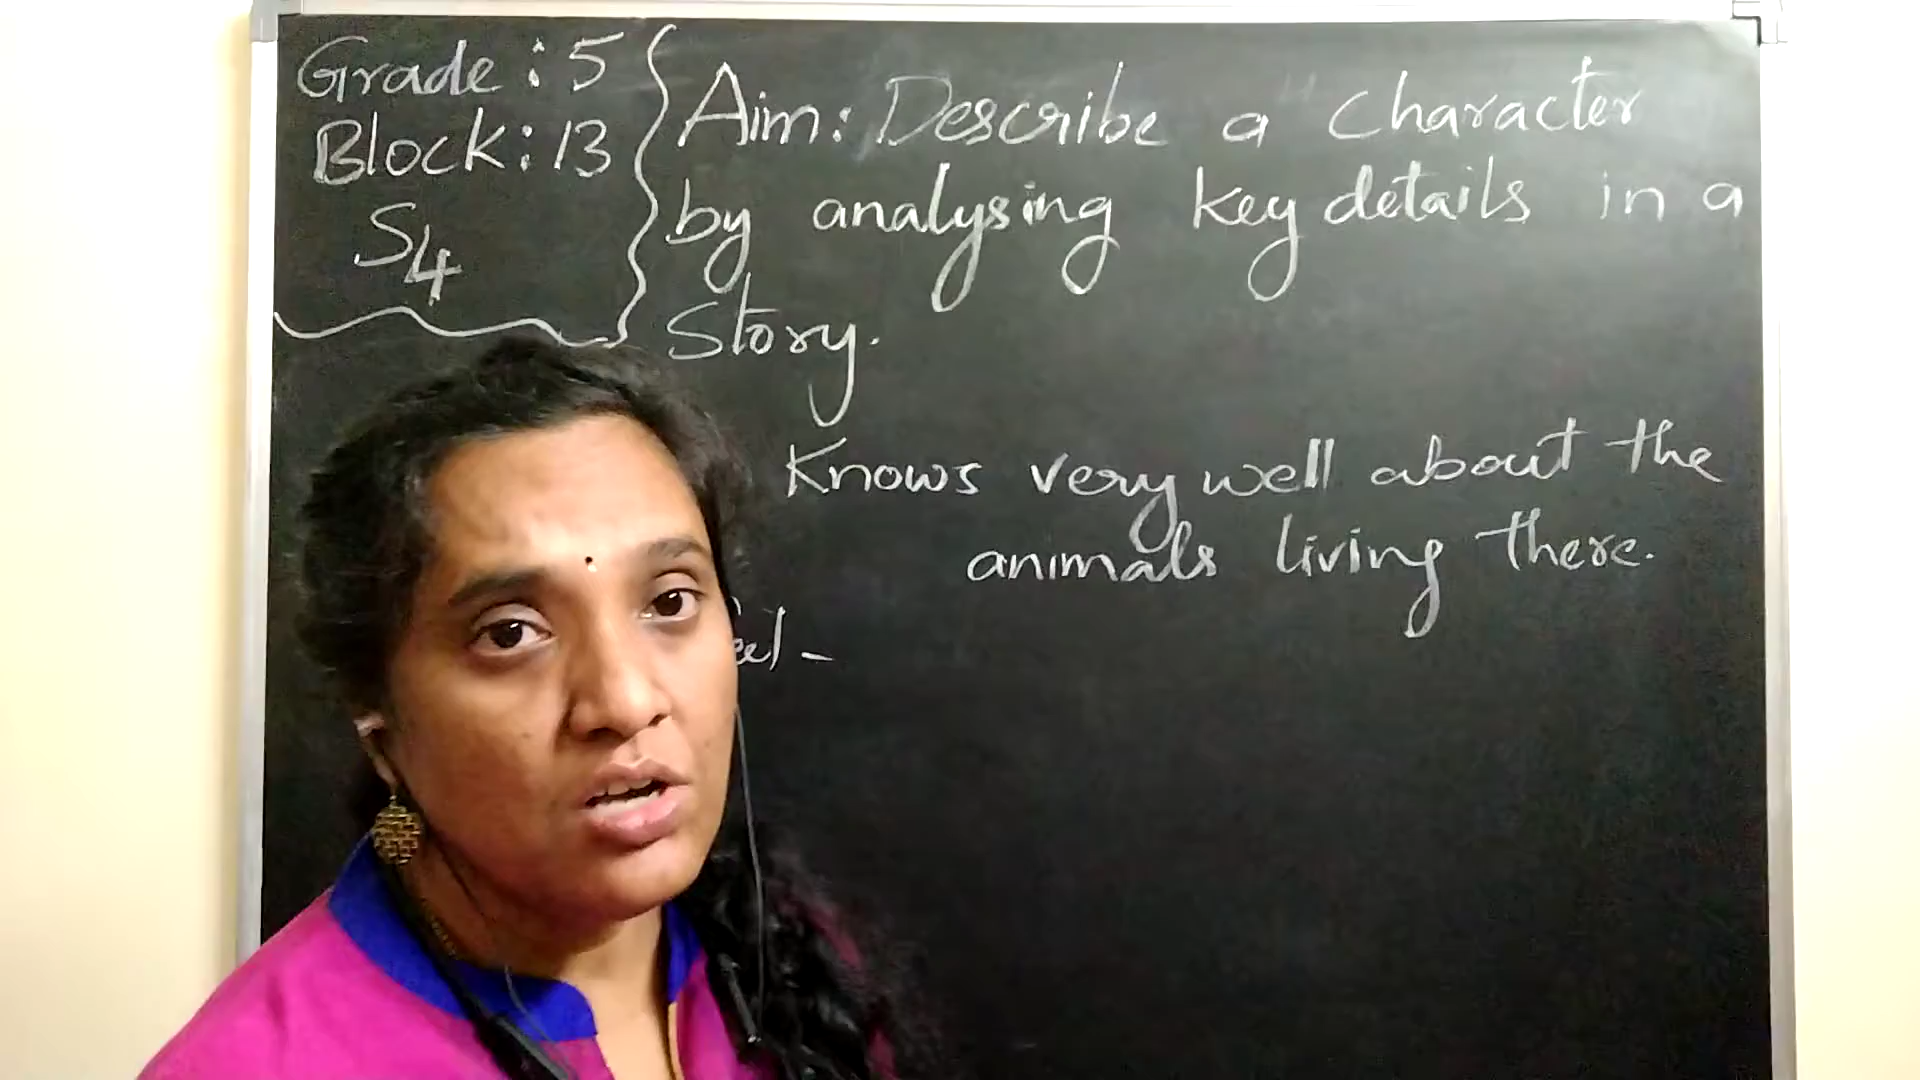 Grade : 5
Block : 13
S4
Aim: Describe a character
by analysing key details in a
Story.
Knows very well about the
animals living there.